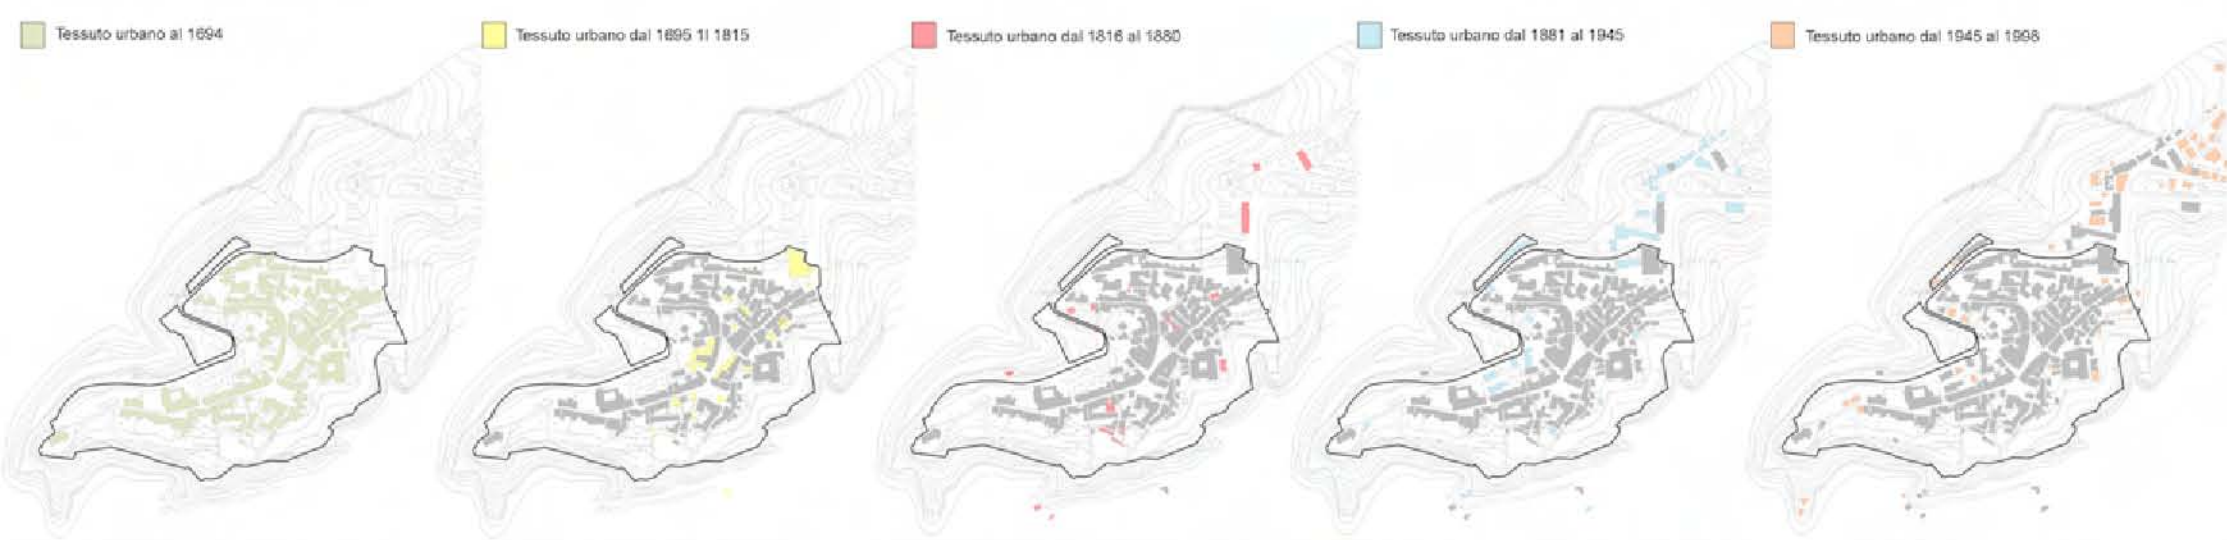 Tessuto urbano al 1694
Tessuto urbano dal 1695 1l 1815
Tessuto urbano dal 1816 al 1880
Tessuto urbano dal 1881 al 1945
Tessuto urbano dal 1945 al 1998